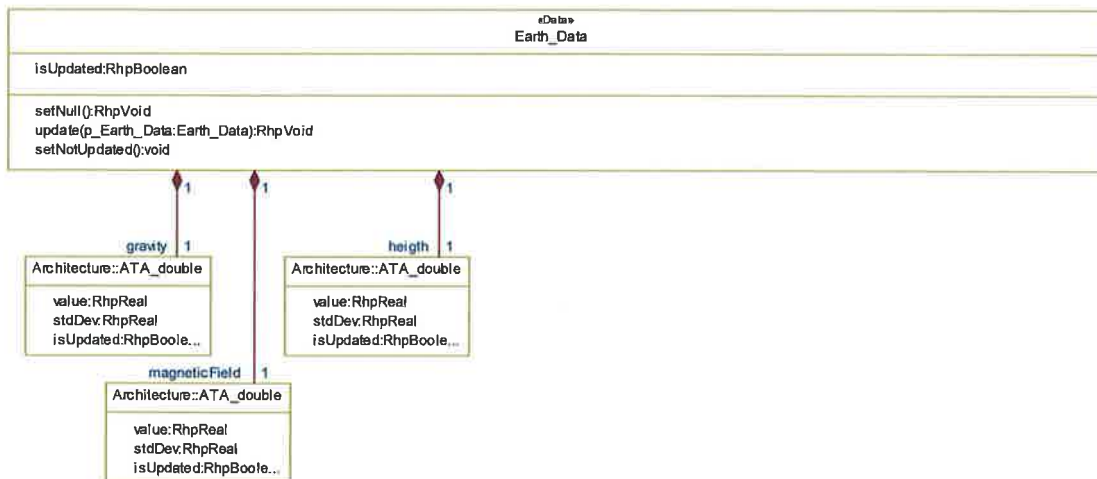 «Data»
Earth_Data
isUpdated:RhpBoolean
setNull():RhpVoid
update(p_Earth_Data:Earth_Data):RhpVoid
setNotUpdated():void
1
1
1
gravity 1
heigth 1
Architecture::ATA_double
value:RhpReal
stdDev:RhpReal
isUpdated:RhpBoole...
Architecture::ATA_double
value:RhpReal
stdDev:RhpReal
isUpdated:RhpBoole...
magneticField 1
Architecture::ATA_double
value:RhpReal
stdDev:RhpReal
isUpdated:RhpBoole...